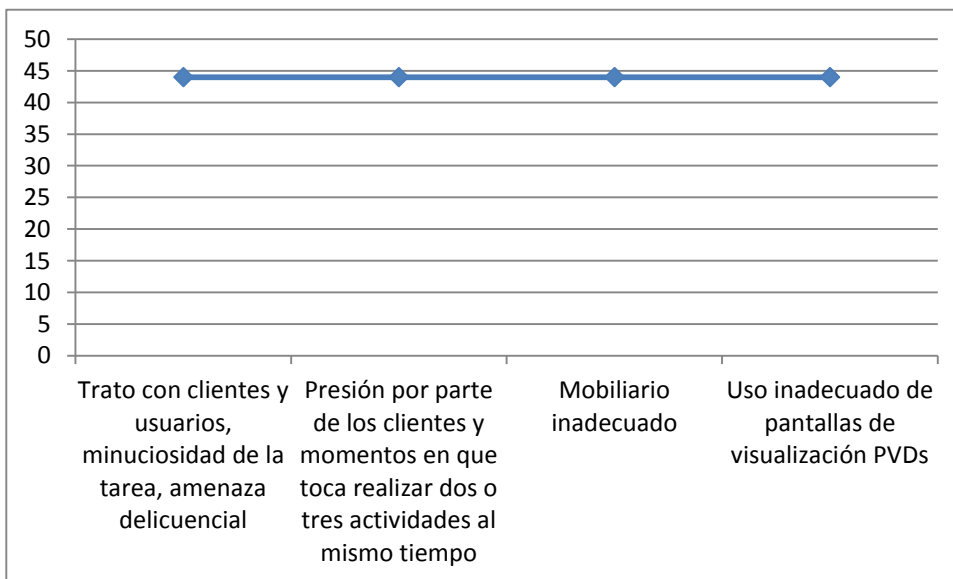 50
45
40
35
30
25
20
15
10
5
0
Trato con clientes y
usuarios,
minuciosidad de la
tarea, amenaza
delicuencial
Presión por parte
de los clientes y
momentos en que
toca realizar dos o
tres actividades al
mismo tiempo
Mobiliario
inadecuado
Uso inadecuado de
pantallas de
visualización PVDs